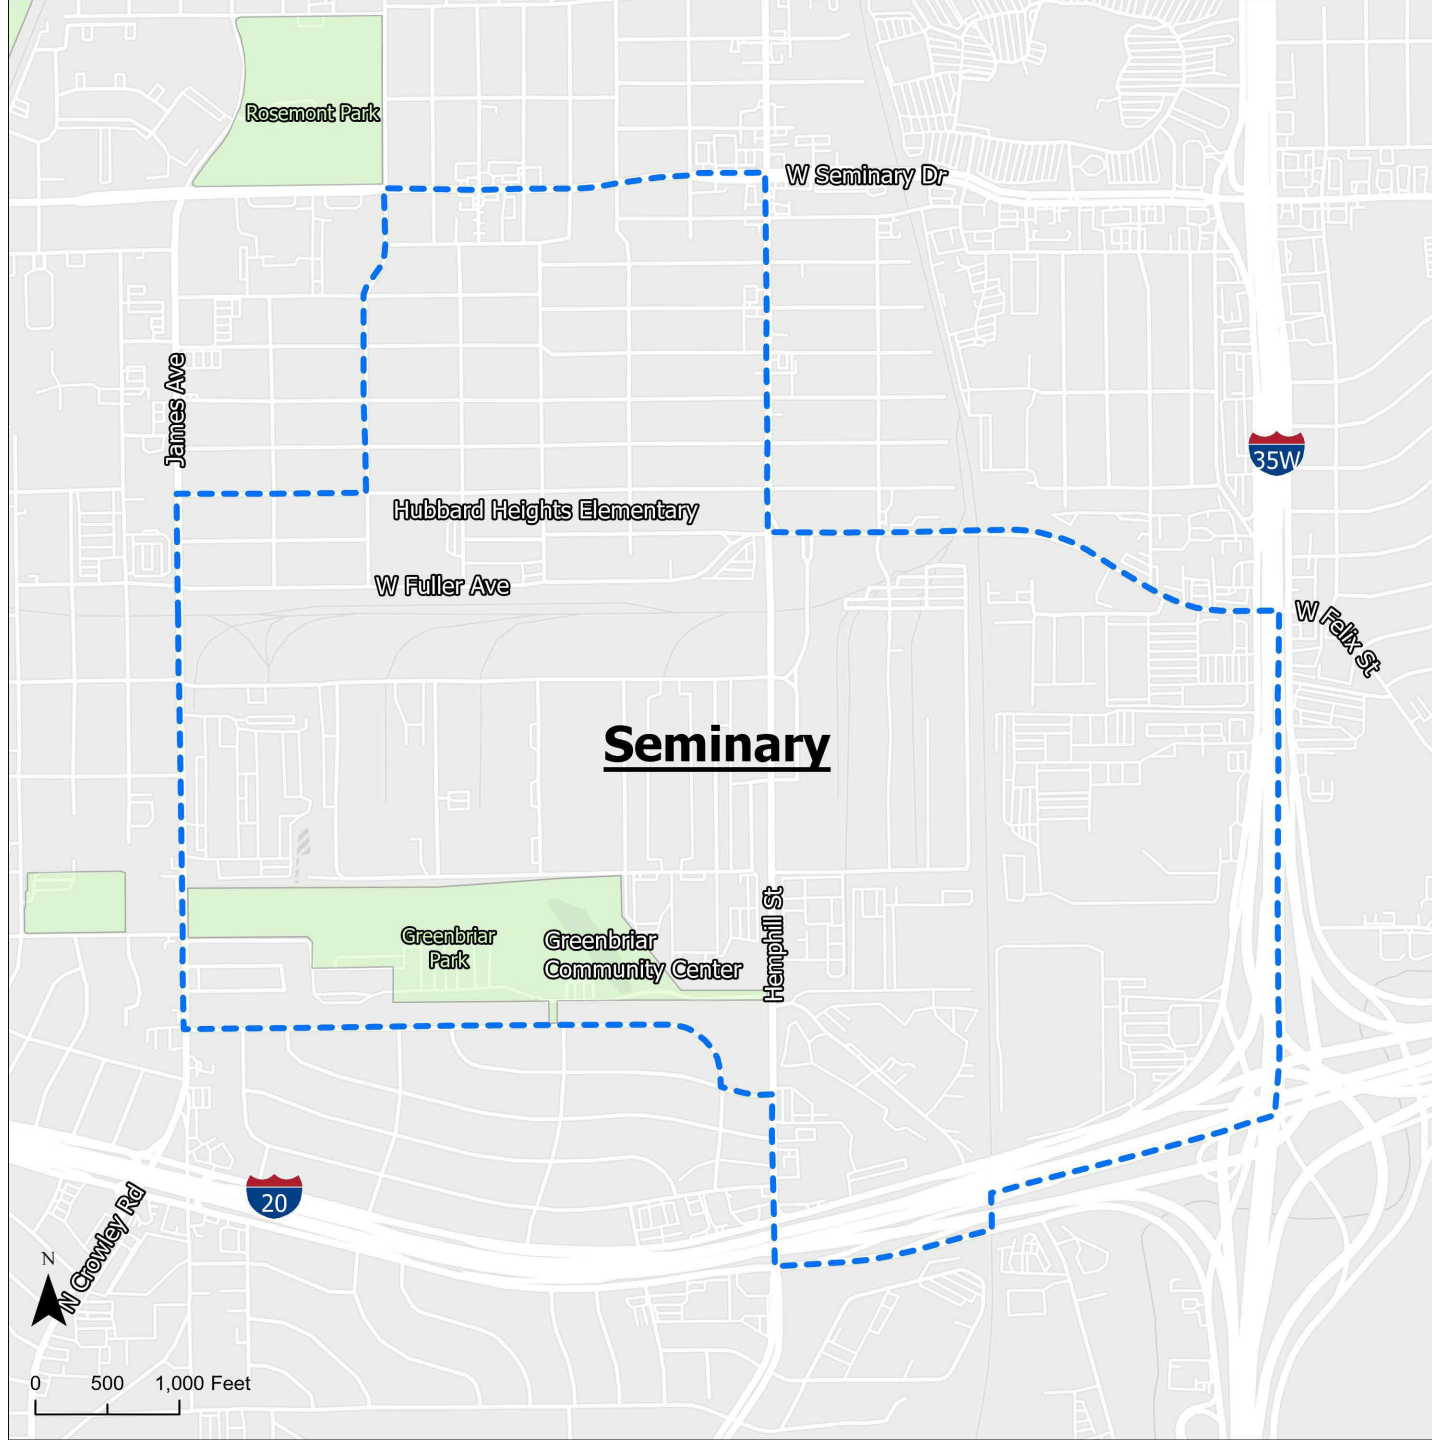 Rosemont Park
W Seminary Dr
James Ave
35W
Hubbard Heights Elementary
W Fuller Ave
W Felix St
Seminary
Hemphill St
Greenbriar
Park
Greenbriar
Community Center
20
N Crowley Rd
N
0 500 1,000 Feet